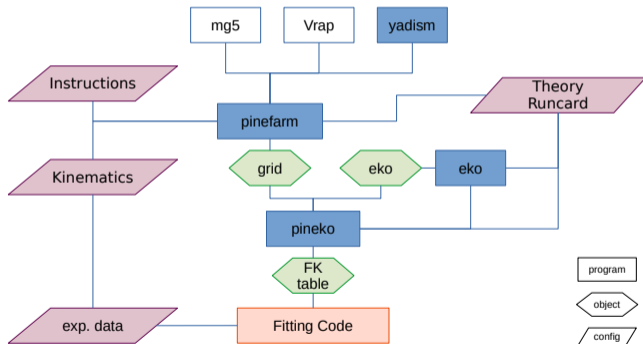 mg5
Vrap
yadism
Instructions
Theory
Runcard
pinefarm
Kinematics
grid
eko
eko
pineko
FK
table
program
object
exp. data
Fitting Code
config